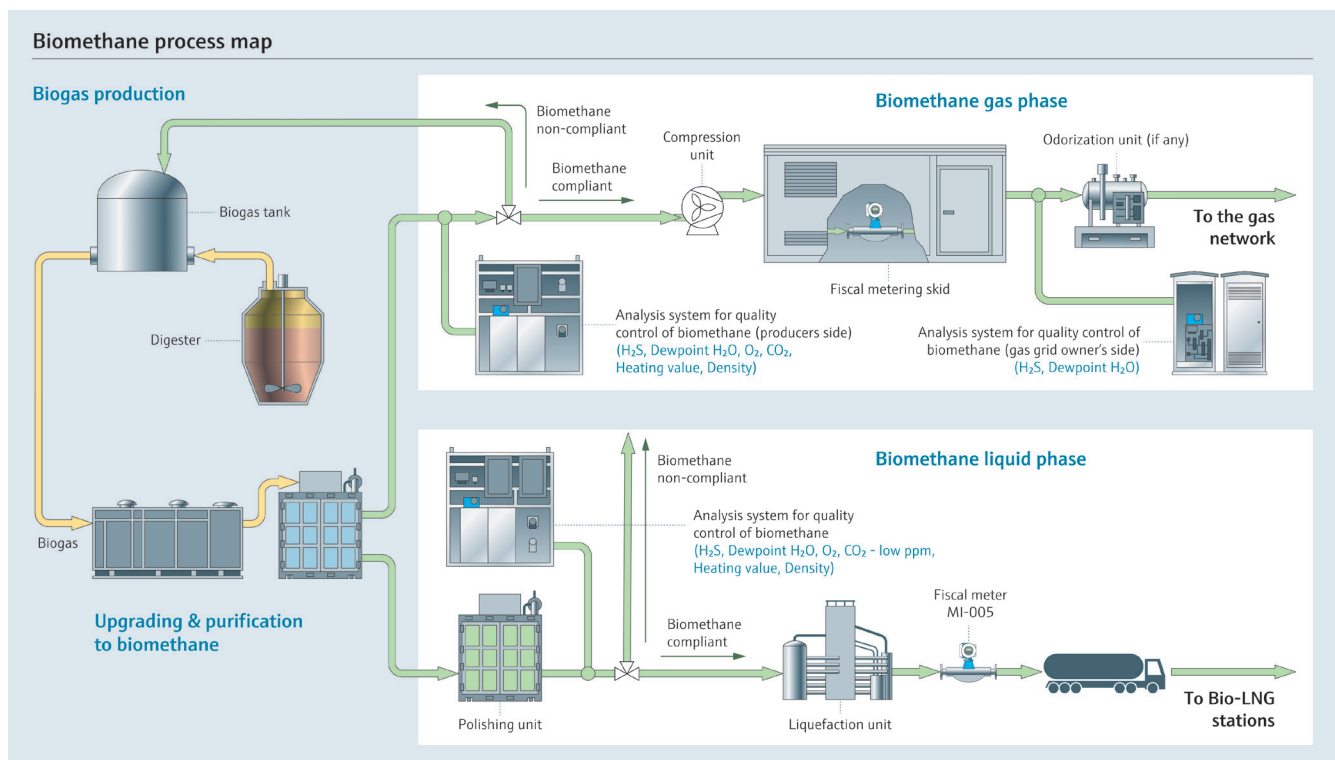 Biomethane process map
Biogas production
Biogas tank
Digester
Biogas
Upgrading & purification
to biomethane
Biomethane gas phase
Biomethane
non-compliant
Biomethane
compliant
Compression
unit
Fiscal metering skid
Odorization unit (if any)
To the gas
network
Analysis system for quality
control of biomethane (producers side)
(H₂S, Dewpoint H₂O, O₂, CO₂,
Heating value, Density)
Analysis system for quality control of
biomethane (gas grid owner's side)
(H₂S, Dewpoint H₂O)
Biomethane liquid phase
Biomethane
non-compliant
Analysis system for quality
control of biomethane
(H₂S, Dewpoint H₂O, O₂, CO₂ - low ppm,
Heating value, Density)
Biomethane
compliant
Polishing unit
Liquefaction unit
Fiscal meter
MI-005
To Bio-LNG
stations